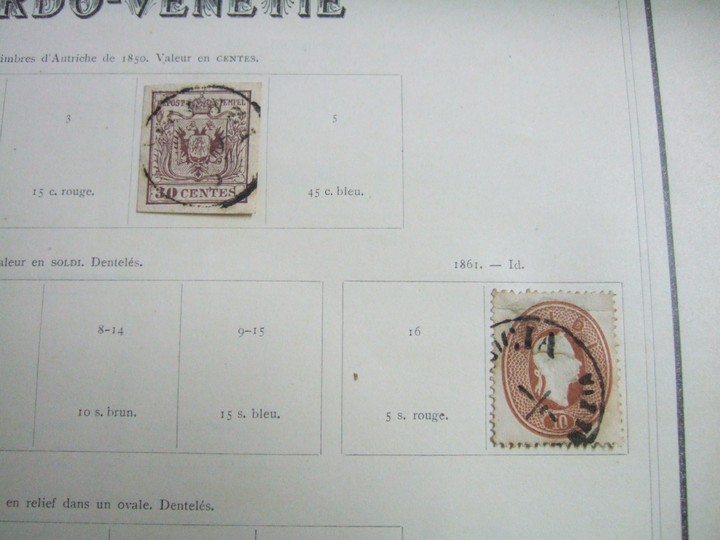 RDO-VENETIE
imbres d'Autriche de 1850. Valeur en CENTES.
3
5
15 c. rouge.
45 c. bleu.
30 CENTES
aleur en SOLDI. Dentelés.
1861. — Id.
8-14
9-15
16
10 s. brun.
15 s. bleu.
5 s. rouge.
10
en relief dans un ovale. Dentelés.